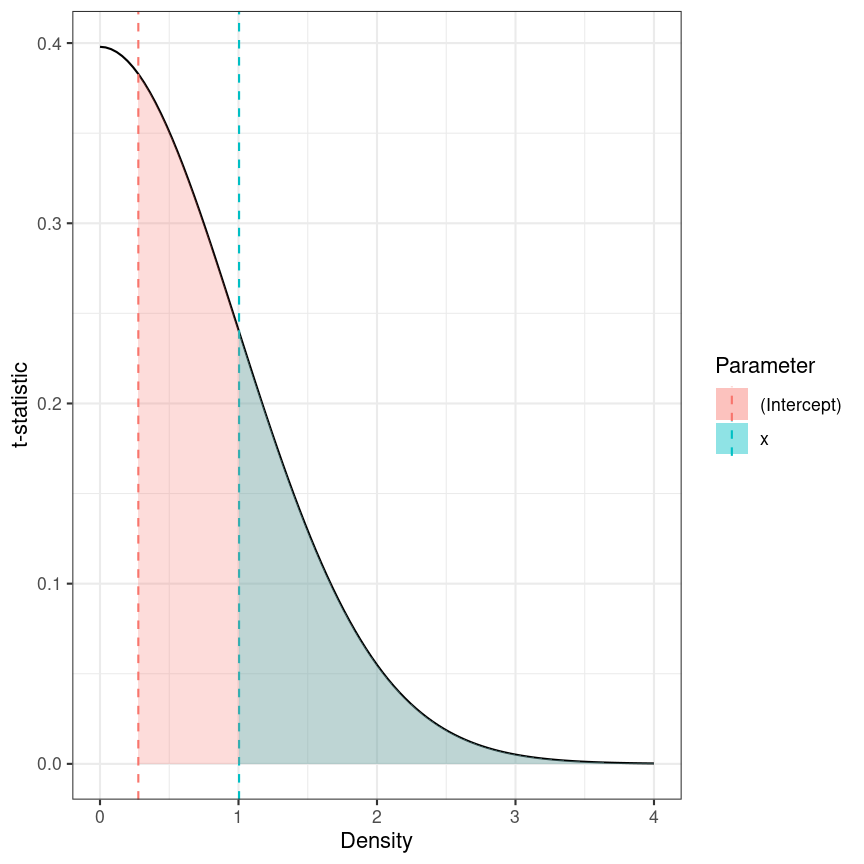 0.4
0.3
0.2
0.1
0.0
t-statistic
0 1 2 3 4
Density
Parameter
(Intercept)
x